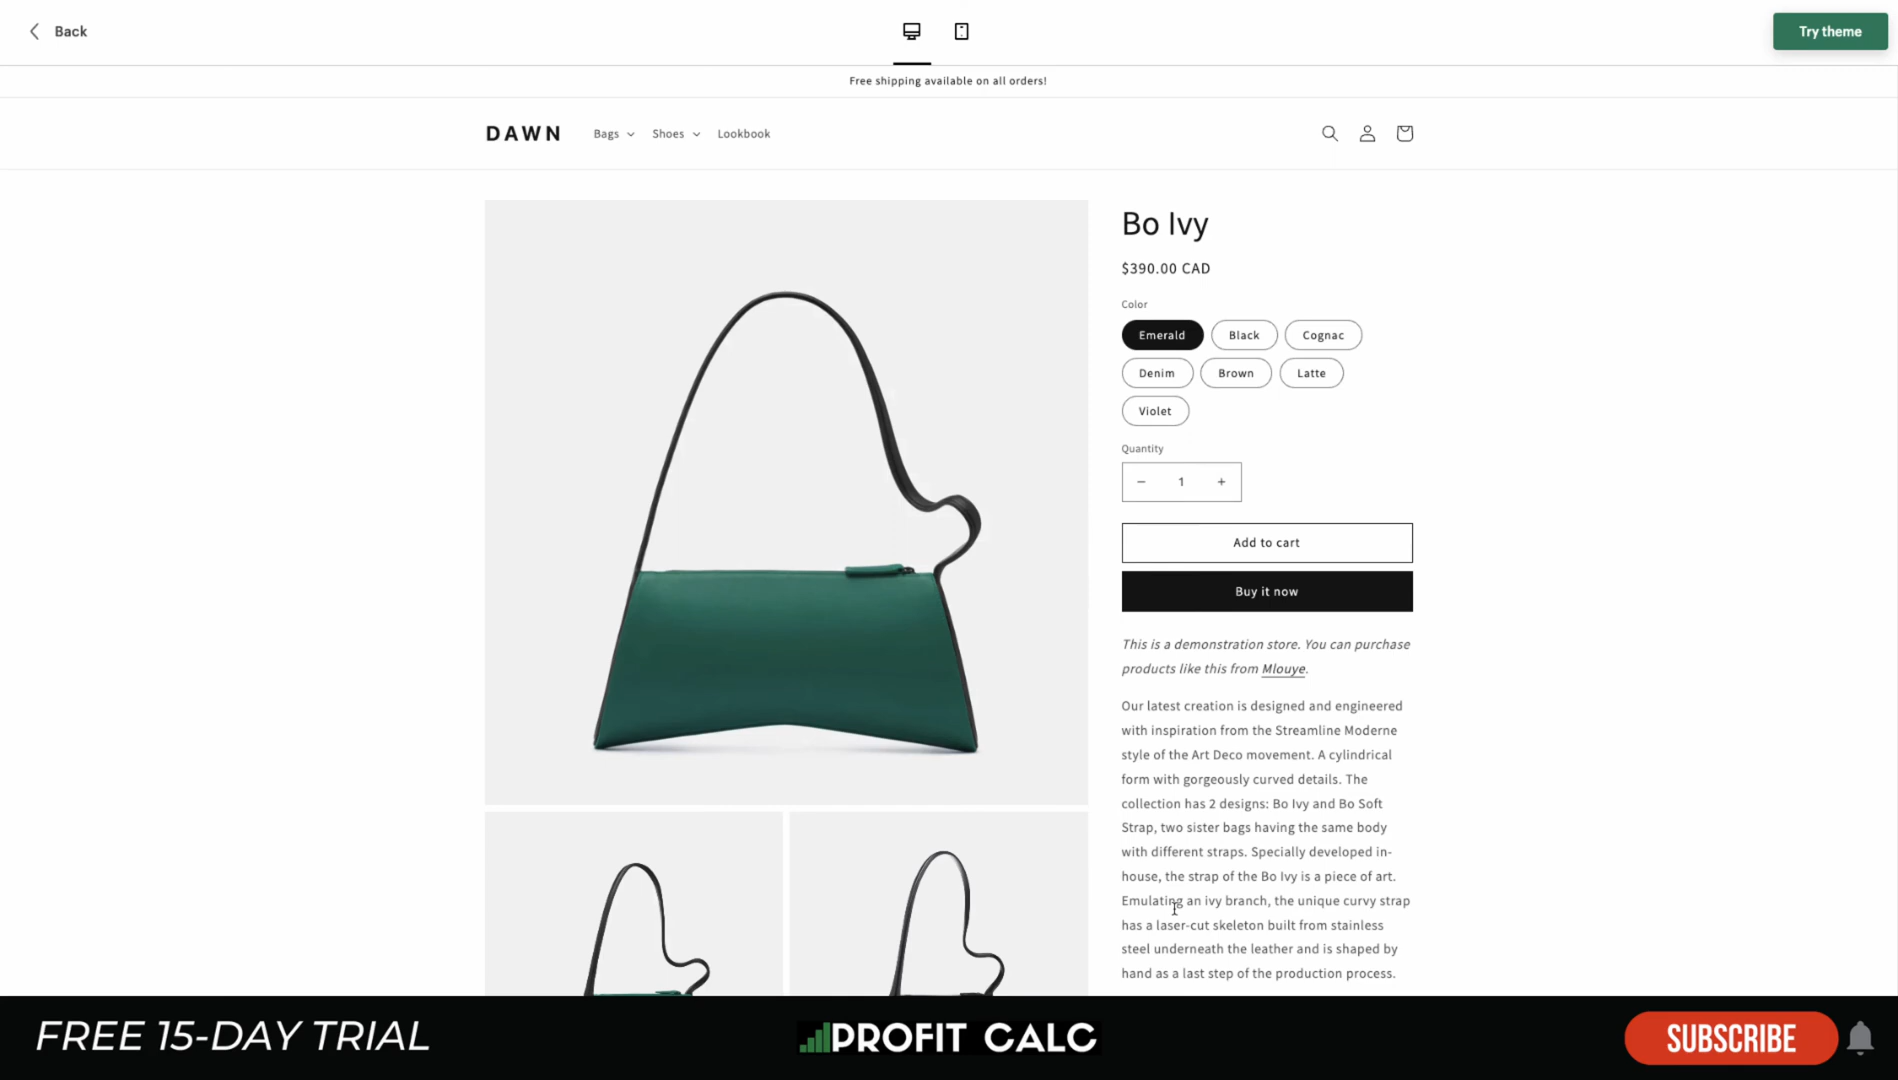 Back
Try theme
Free shipping available on all orders!
DAWN
Bags
Shoes
Lookbook
Bo Ivy
$390.00 CAD
Color
Emerald
Black
Cognac
Denim
Brown
Latte
Violet
Quantity
− 1 +
Add to cart
Buy it now
This is a demonstration store. You can purchase
products like this from Mlouye.
Our latest creation is designed and engineered
with inspiration from the Streamline Moderne
style of the Art Deco movement. A cylindrical
form with gorgeously curved details. The
collection has 2 designs: Bo Ivy and Bo Soft
Strap, two sister bags having the same body
with different straps. Specially developed in-
house, the strap of the Bo Ivy is a piece of art.
Emulating an ivy branch, the unique curvy strap
has a laser-cut skeleton built from stainless
steel underneath the leather and is shaped by
hand as a last step of the production process.
FREE 15-DAY TRIAL
PROFIT CALC
SUBSCRIBE